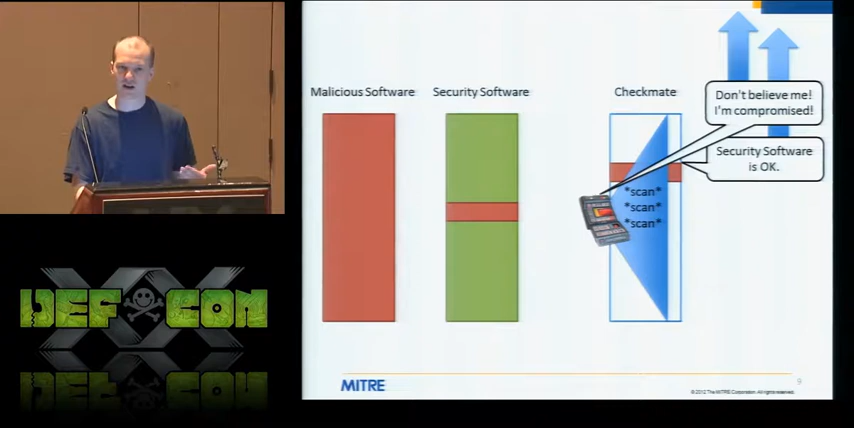 Malicious Software
Security Software
Checkmate
Don't believe me!
I'm compromised!
Security Software
is OK.
*scan*
*scan*
*scan*
DEF CON
XX
MITRE
9
© 2012 The MITRE Corporation. All rights reserved.